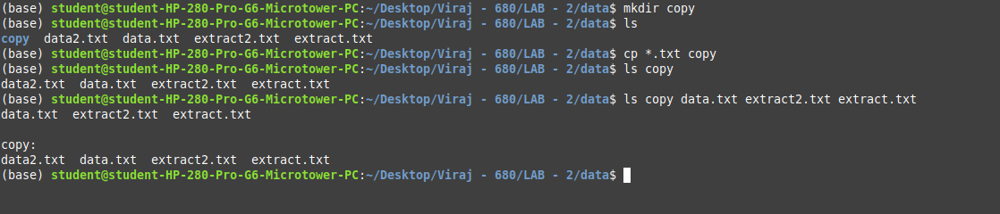 (base) student@student-HP-280-Pro-G6-Microtower-PC:~/Desktop/Viraj - 680/LAB - 2/data$ mkdir copy
(base) student@student-HP-280-Pro-G6-Microtower-PC:~/Desktop/Viraj - 680/LAB - 2/data$ ls
copy  data2.txt  data.txt  extract2.txt  extract.txt
(base) student@student-HP-280-Pro-G6-Microtower-PC:~/Desktop/Viraj - 680/LAB - 2/data$ cp *.txt copy
(base) student@student-HP-280-Pro-G6-Microtower-PC:~/Desktop/Viraj - 680/LAB - 2/data$ ls copy
data2.txt  data.txt  extract2.txt  extract.txt
(base) student@student-HP-280-Pro-G6-Microtower-PC:~/Desktop/Viraj - 680/LAB - 2/data$ ls copy data.txt extract2.txt extract.txt
data.txt  extract2.txt  extract.txt
copy:
data2.txt  data.txt  extract2.txt  extract.txt
(base) student@student-HP-280-Pro-G6-Microtower-PC:~/Desktop/Viraj - 680/LAB - 2/data$